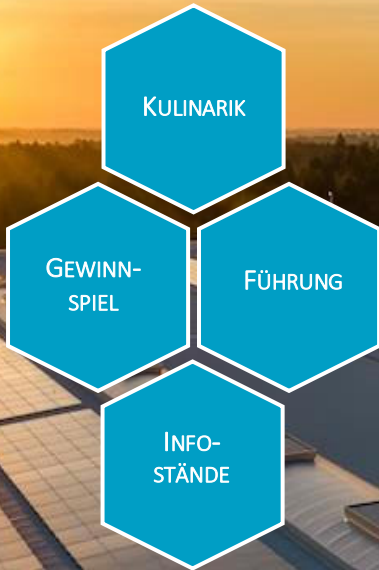 KULINARIK
GEWINN-
SPIEL
FÜHRUNG
INFO-
STÄNDE